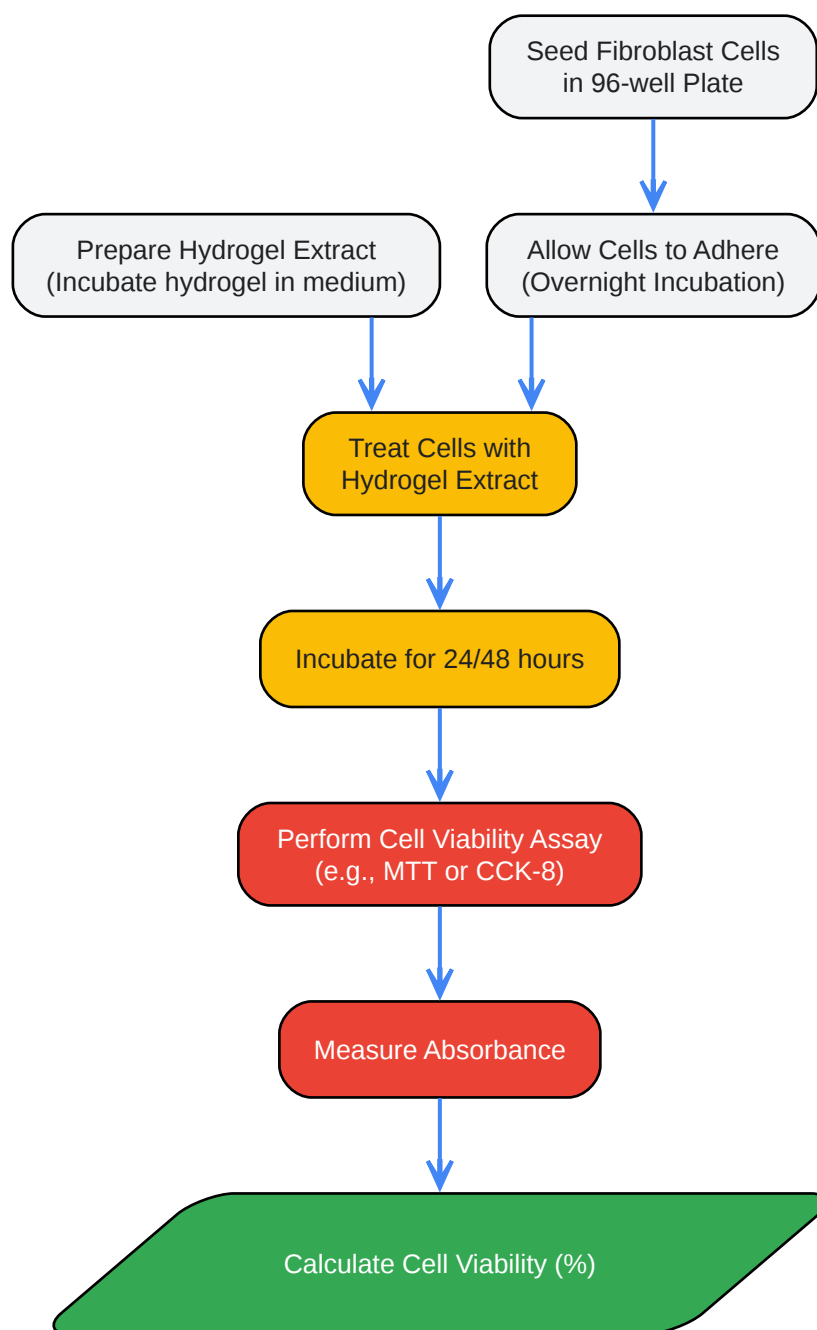 Seed Fibroblast Cells
in 96-well Plate
Prepare Hydrogel Extract
(Incubate hydrogel in medium)
Allow Cells to Adhere
(Overnight Incubation)
Treat Cells with
Hydrogel Extract
Incubate for 24/48 hours
Perform Cell Viability Assay
(e.g., MTT or CCK-8)
Measure Absorbance
Calculate Cell Viability (%)